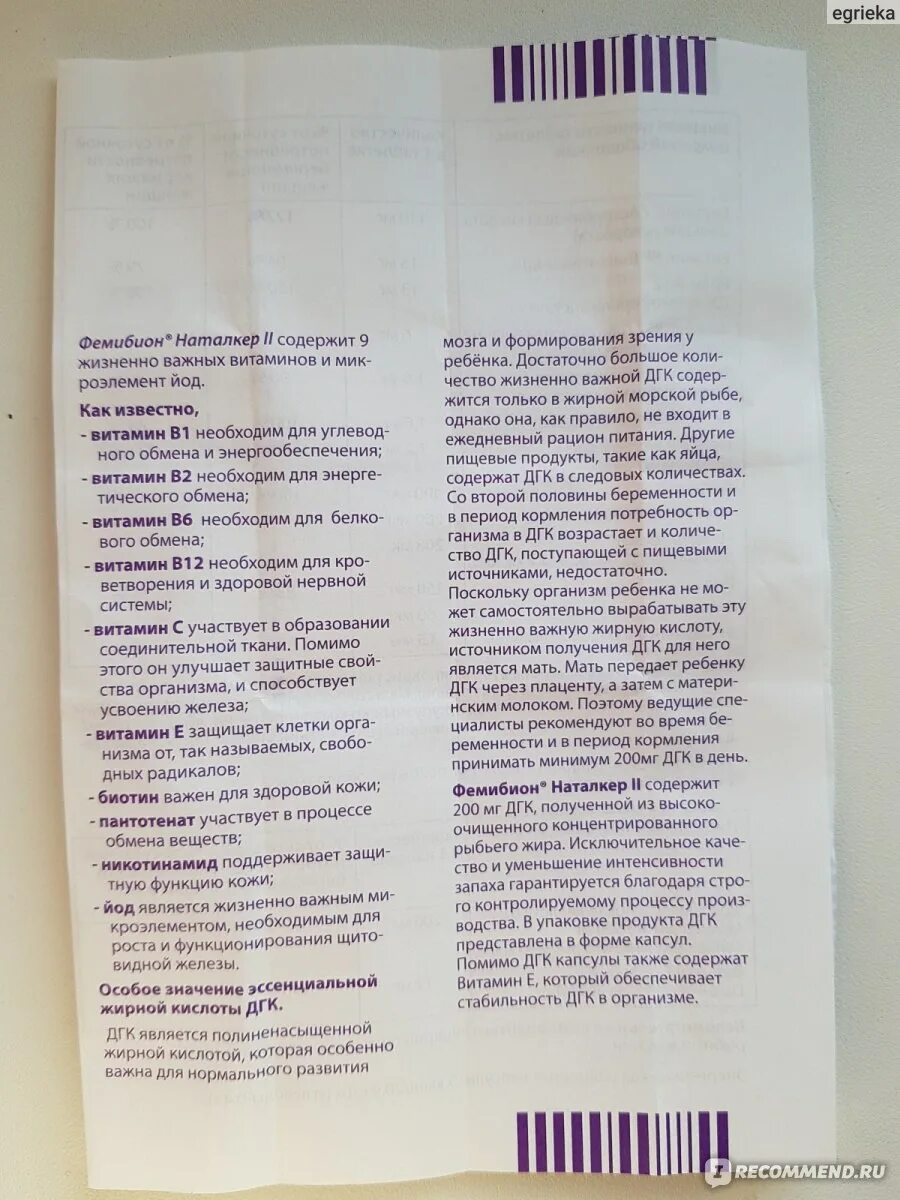 egrieka
Фемибион® Наталкер II содержит 9
жизненно важных витаминов и мик-
роэлемент йод.
Как известно,
- витамин В1 необходим для углевод-
ного обмена и энергообеспечения;
- витамин В2 необходим для энерге-
тического обмена;
- витамин В6 необходим для белко-
вого обмена;
- витамин В12 необходим для кро-
ветворения и здоровой нервной
системы;
- витамин С участвует в образовании
соединительной ткани. Помимо
этого он улучшает защитные свой-
ства организма, и способствует
усвоению железа;
- витамин Е защищает клетки орга-
низма от, так называемых, свобо-
дных радикалов;
- биотин важен для здоровой кожи;
- пантотенат участвует в процессе
обмена веществ;
- никотинамид поддерживает защи-
тную функцию кожи;
- йод является жизненно важным ми-
кроэлементом, необходимым для
роста и функционирования щито-
видной железы.
Особое значение эссенциальной
жирной кислоты ДГК.
ДГК является полиненасыщенной
жирной кислотой, которая особенно
важна для нормального развития
мозга и формирования зрения у
ребёнка. Достаточно большое коли-
чество жизненно важной ДГК содер-
жится только в жирной морской рыбе,
однако она, как правило, не входит в
ежедневный рацион питания. Другие
пищевые продукты, такие как яйца,
содержат ДГК в следовых количествах.
Со второй половины беременности и
в период кормления потребность ор-
ганизма в ДГК возрастает и количе-
ство ДГК, поступающей с пищевыми
источниками, недостаточно.
Поскольку организм ребенка не мо-
жет самостоятельно вырабатывать эту
жизненно важную жирную кислоту,
источником получения ДГК для него
является мать. Мать передает ребенку
ДГК через плаценту, а затем с матери-
нским молоком. Поэтому ведущие спе-
циалисты рекомендуют во время бе-
ременности и в период кормления
принимать минимум 200мг ДГК в день.
Фемибион® Наталкер II содержит
200 мг ДГК, полученной из высоко-
очищенного концентрированного
рыбьего жира. Исключительное каче-
ство и уменьшение интенсивности
запаха гарантируется благодаря стро-
го контролируемому процессу произ-
водства. В упаковке продукта ДГК
представлена в форме капсул.
Помимо ДГК капсулы также содержат
Витамин Е, который обеспечивает
стабильность ДГК в организме.
IRECOMMEND.RU